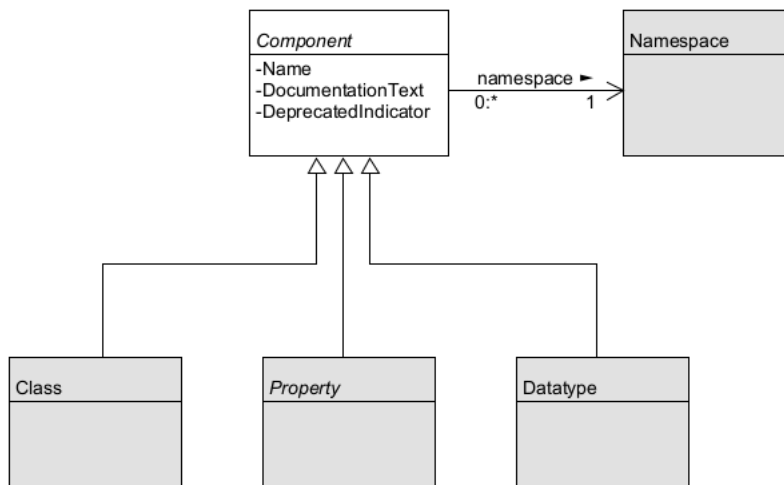 Component
-Name
-DocumentationText
-DeprecatedIndicator
namespace ►
0:*
1
Namespace
Class
Property
Datatype